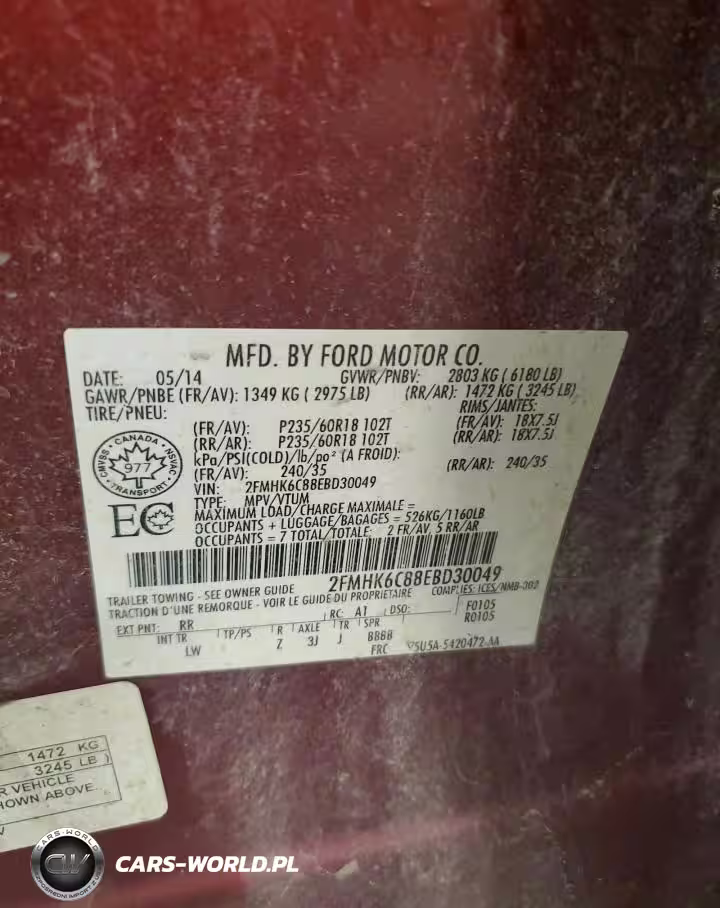 MFD. BY FORD MOTOR CO.
DATE: 05/14 GVWR/PNBV: 2803 KG ( 6180 LB)
GAWR/PNBE (FR/AV): 1349 KG ( 2975 LB) (RR/AR): 1472 KG ( 3245 LB)
TIRE/PNEU: RIMS/JANTES:
(FR/AV): P235/60R18 102T (FR/AV): 18X7.5J
(RR/AR): P235/60R18 102T (RR/AR): 18X7.5J
kPa/PSI(COLD)/lb/po² (A FROID):
(FR/AV): 240/35 (RR/AR): 240/35
VIN: 2FMHK6C88EBD30049
TYPE: MPV/VTUM
MAXIMUM LOAD/CHARGE MAXIMALE =
OCCUPANTS + LUGGAGE/BAGAGES = 526KG/1160LB
OCCUPANTS = 7 TOTAL/TOTALE: 2 FR/AV, 5 RR/AR
CANADA
CMVSS NSVAC
977
TRANSPORT
EC
2FMHK6C88EBD30049
TRAILER TOWING - SEE OWNER GUIDE COMPLIES: ICES/NMB-002
TRACTION D'UNE REMORQUE - VOIR LE GUIDE DU PROPRIETAIRE
EXT PNT: RR RC: A1 DSO: F0105
R0105
INT TR TP/PS R AXLE TR SPR
LW Z 3J J BBBB
FRC 5U5A-5420472-AA
1472 KG
3245 LB )
R VEHICLE
HOWN ABOVE.
CARS-WORLD
CW
CARS-WORLD.PL